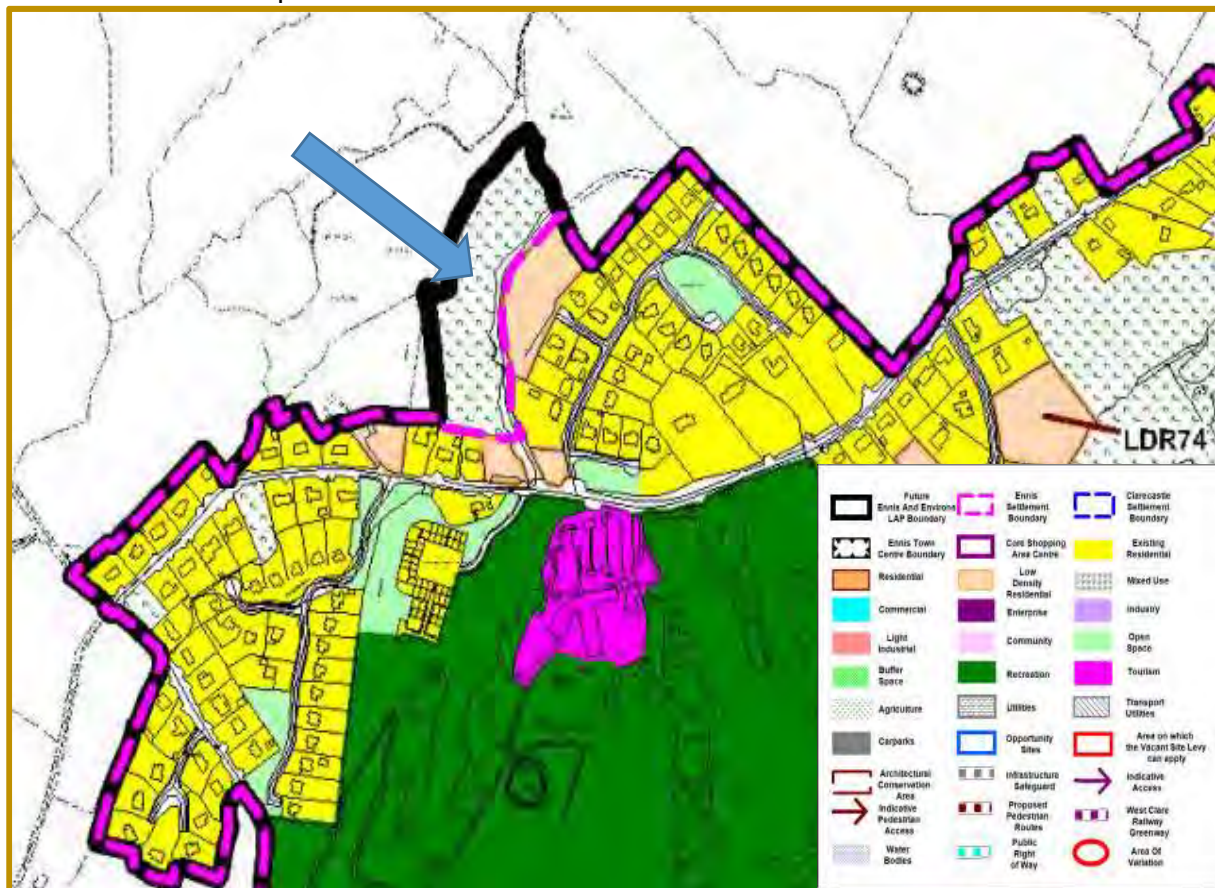 LDR74
Future
Ennis And Environs
LAP Boundary
Ennis
Settlement
Boundary
Clarecastle
Settlement
Boundary
Ennis Town
Centre Boundary
Core Shopping
Area Centre
Existing
Residential
Residential
Low
Density
Residential
Mixed Use
Commercial
Enterprise
Industry
Light
Industrial
Community
Open
Space
Buffer
Space
Recreation
Tourism
Agriculture
Utilities
Transport
Utilities
Carparks
Opportunity
Sites
Area on which
the Vacant Site Levy
can apply
Architectural
Conservation
Area
Infrastructure
Safeguard
Indicative
Access
Indicative
Pedestrian
Access
Proposed
Pedestrian
Routes
West Clare
Railway
Greenway
Water
Bodies
Public
Right
of Way
Area Of
Variation